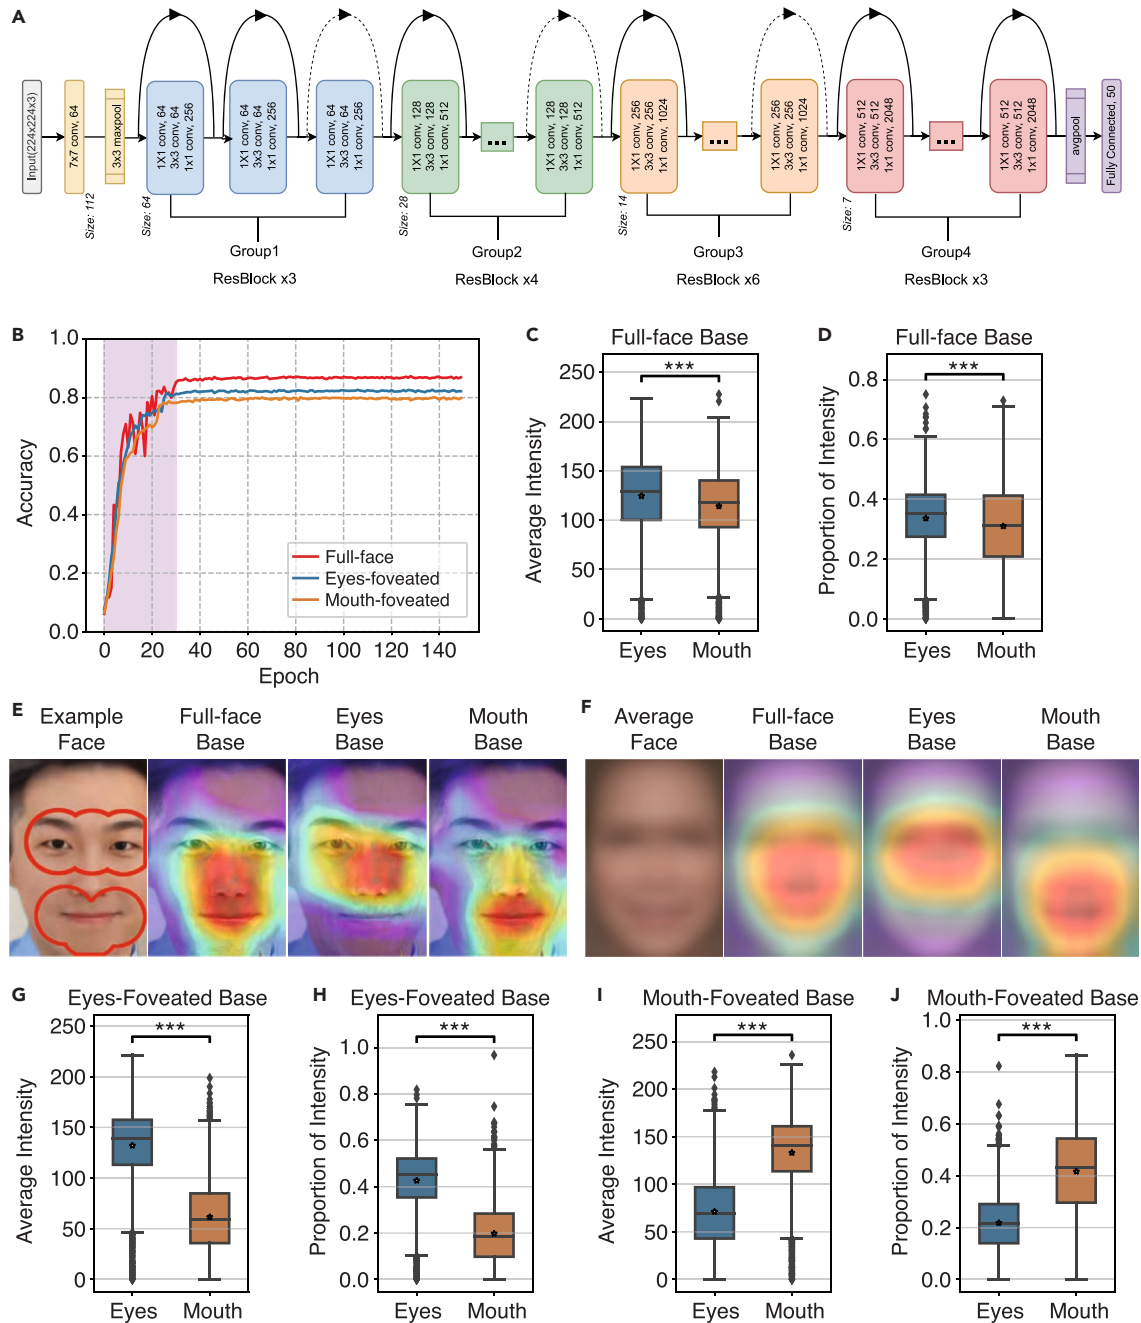 A
Input(224x224x3)
7x7 conv, 64
Size: 112
3x3 maxpool
Size: 64
1X1 conv, 64
3x3 conv, 64
1x1 conv, 256
1X1 conv, 64
3x3 conv, 64
1x1 conv, 256
1X1 conv, 64
3x3 conv, 64
1x1 conv, 256
Size: 28
1X1 conv, 128
3x3 conv, 128
1x1 conv, 512
...
1X1 conv, 128
3x3 conv, 128
1x1 conv, 512
Size: 14
1X1 conv, 256
3x3 conv, 256
1x1 conv, 1024
...
1X1 conv, 256
3x3 conv, 256
1x1 conv, 1024
Size: 7
1X1 conv, 512
3x3 conv, 512
1x1 conv, 2048
...
1X1 conv, 512
3x3 conv, 512
1x1 conv, 2048
avgpool
Fully Connected, 50
Group1
Group2
Group3
Group4
ResBlock x3
ResBlock x4
ResBlock x6
ResBlock x3
B
1.0
0.8
0.6
0.4
0.2
0.0
Accuracy
Full-face
Eyes-foveated
Mouth-foveated
0 20 40 60 80 100 120 140
Epoch
C
Full-face Base
***
250
200
150
100
50
0
Average Intensity
Eyes Mouth
D
Full-face Base
***
0.8
0.6
0.4
0.2
0.0
Proportion of Intensity
Eyes Mouth
E
Example
Face
Full-face
Base
Eyes
Base
Mouth
Base
F
Average
Face
Full-face
Base
Eyes
Base
Mouth
Base
G
Eyes-Foveated Base
***
250
200
150
100
50
0
Average Intensity
Eyes Mouth
H
Eyes-Foveated Base
***
1.0
0.8
0.6
0.4
0.2
0.0
Proportion of Intensity
Eyes Mouth
I
Mouth-Foveated Base
***
250
200
150
100
50
0
Average Intensity
Eyes Mouth
J
Mouth-Foveated Base
***
1.0
0.8
0.6
0.4
0.2
0.0
Proportion of Intensity
Eyes Mouth